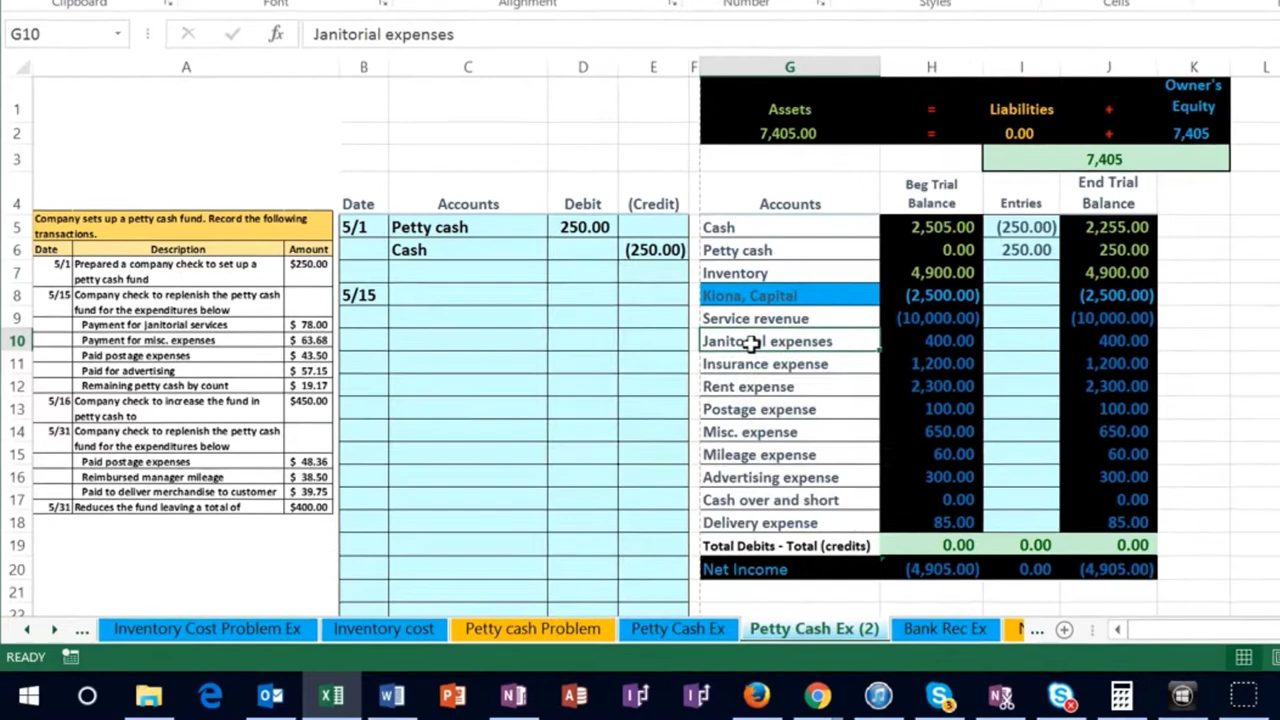 Clipboard Font Alignment Number Styles Cells
G10 fx Janitorial expenses
A B C D E F G H I J K L
Owner's
1 Assets = Liabilities + Equity
2 7,405.00 = 0.00 + 7,405
3 7,405
Beg Trial End Trial
4 Date Accounts Debit (Credit) Accounts Balance Entries Balance
Company sets up a petty cash fund. Record the following
transactions.
Date Description Amount
5/1 Prepared a company check to set up a $250.00
petty cash fund
5/15 Company check to replenish the petty cash
fund for the expenditures below
Payment for janitorial services $ 78.00
Payment for misc. expenses $ 63.68
Paid postage expenses $ 43.50
Paid for advertising $ 57.15
Remaining petty cash by count $ 19.17
5/16 Company check to increase the fund in $450.00
petty cash to
5/31 Company check to replenish the petty cash
fund for the expenditures below
Paid postage expenses $ 48.36
Reimbursed manager mileage $ 38.50
Paid to deliver merchandise to customer $ 39.75
5/31 Reduces the fund leaving a total of $400.00
5 5/1 Petty cash 250.00 Cash 2,505.00 (250.00) 2,255.00
6 Cash (250.00) Petty cash 0.00 250.00 250.00
7 Inventory 4,900.00 4,900.00
8 5/15 Kiona, Capital (2,500.00) (2,500.00)
9 Service revenue (10,000.00) (10,000.00)
10 Janitorial expenses 400.00 400.00
11 Insurance expense 1,200.00 1,200.00
12 Rent expense 2,300.00 2,300.00
13 Postage expense 100.00 100.00
14 Misc. expense 650.00 650.00
15 Mileage expense 60.00 60.00
16 Advertising expense 300.00 300.00
17 Cash over and short 0.00 0.00
18 Delivery expense 85.00 85.00
19 Total Debits - Total (credits) 0.00 0.00 0.00
20 Net Income (4,905.00) 0.00 (4,905.00)
21
22
... Inventory Cost Problem Ex Inventory cost Petty cash Problem Petty Cash Ex Petty Cash Ex (2) Bank Rec Ex ...
READY